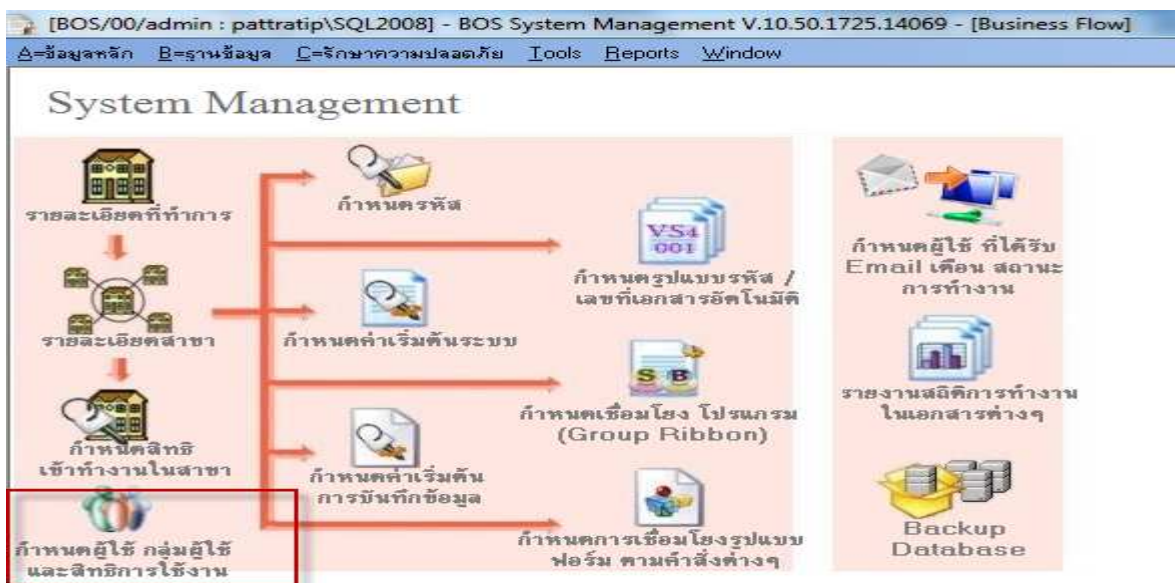 [BOS/00/admin : pattratip\SQL2008] - BOS System Management V.10.50.1725.14069 - [Business Flow]
A=ข้อมูลหลัก B=ฐานข้อมูล C=รักษาความปลอดภัย Tools Reports Window
System Management
รายละเอียดที่ทำการ
รายละเอียดสาขา
กำหนดสิทธิ
เข้าทำงานในสาขา
กำหนดผู้ใช้ กลุ่มผู้ใช้
และสิทธิการใช้งาน
กำหนดรหัส
กำหนดค่าเริ่มต้นระบบ
กำหนดค่าเริ่มต้น
การบันทึกข้อมูล
VS4
001
กำหนดรูปแบบรหัส /
เลขที่เอกสารอัตโนมัติ
S B
กำหนดเชื่อมโยง โปรแกรม
(Group Ribbon)
กำหนดการเชื่อมโยงรูปแบบ
ฟอร์ม ตามคำสั่งต่างๆ
กำหนดผู้ใช้ ที่ได้รับ
Email เตือน สถานะ
การทำงาน
รายงานสถิติการทำงาน
ในเอกสารต่างๆ
Backup
Database